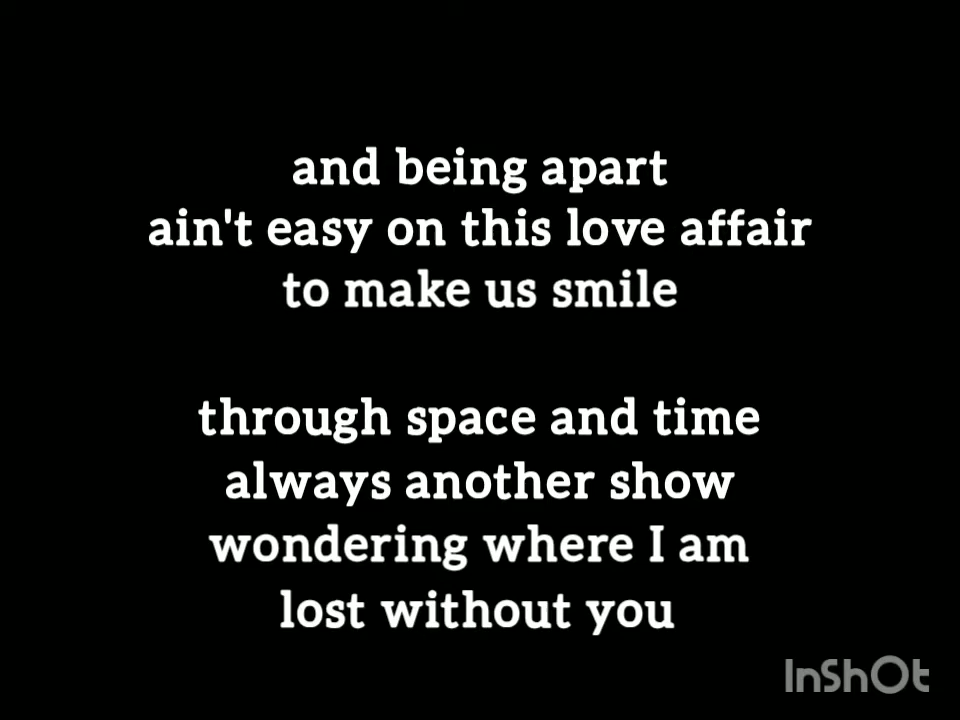 and being apart
ain't easy on this love affair
to make us smile
through space and time
always another show
wondering where I am
lost without you
InShOt